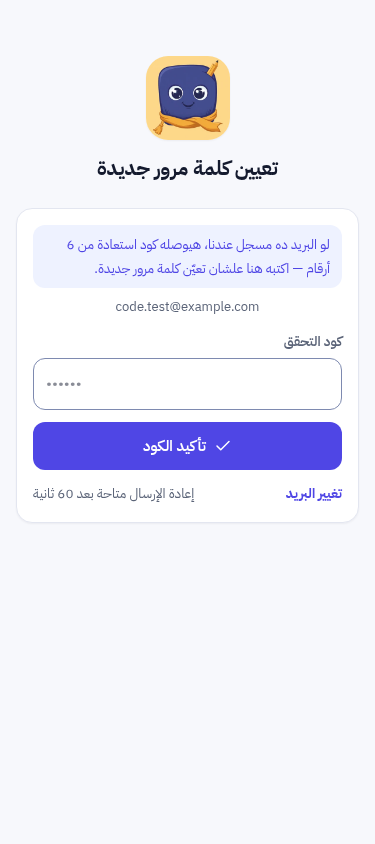 تعيين كلمة مرور جديدة
لو البريد ده مسجل عندنا، هيوصله كود استعادة من 6
أرقام — اكتبه هنا علشان تعيّن كلمة مرور جديدة.
code.test@example.com
كود التحقق
••••••
تأكيد الكود
تغيير البريد
إعادة الإرسال متاحة بعد 60 ثانية